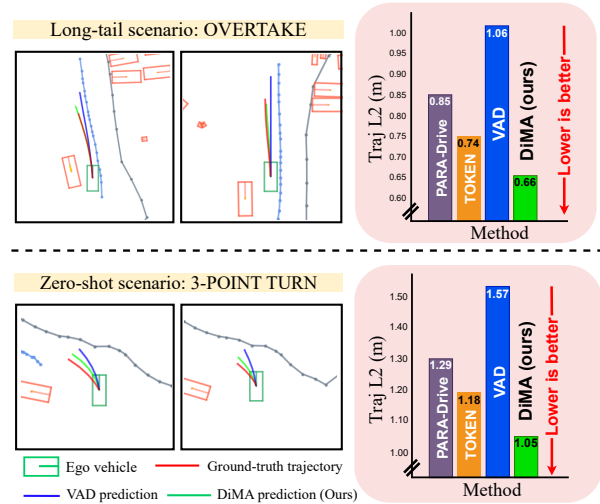 Long-tail scenario: OVERTAKE
Traj L2 (m)
1.00
0.95
0.90
0.85
0.80
0.75
0.70
0.65
0.60
0.85
PARA-Drive
0.74
TOKEN
1.06
VAD
0.66
DiMA (ours)
Lower is better
Method
Zero-shot scenario: 3-POINT TURN
Traj L2 (m)
1.50
1.40
1.30
1.20
1.10
1.00
1.29
PARA-Drive
1.18
TOKEN
1.57
VAD
1.05
DiMA (ours)
Lower is better
Method
Ego vehicle
Ground-truth trajectory
VAD prediction
DiMA prediction (Ours)